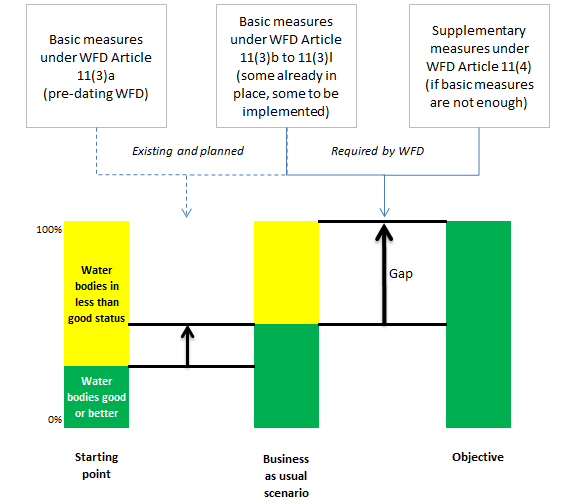 Basic measures
under WFD Article
11(3)a
(pre-dating WFD)
Basic measures
under WFD Article
11(3)b to 11(3)l
(some already in
place, some to be
implemented)
Supplementary
measures under
WFD Article 11(4)
(if basic measures
are not enough)
Existing and planned
Required by WFD
100%
Water
bodies in
less than
good status
Gap
Water
bodies good
or better
0%
Starting
point
Business
as usual
scenario
Objective